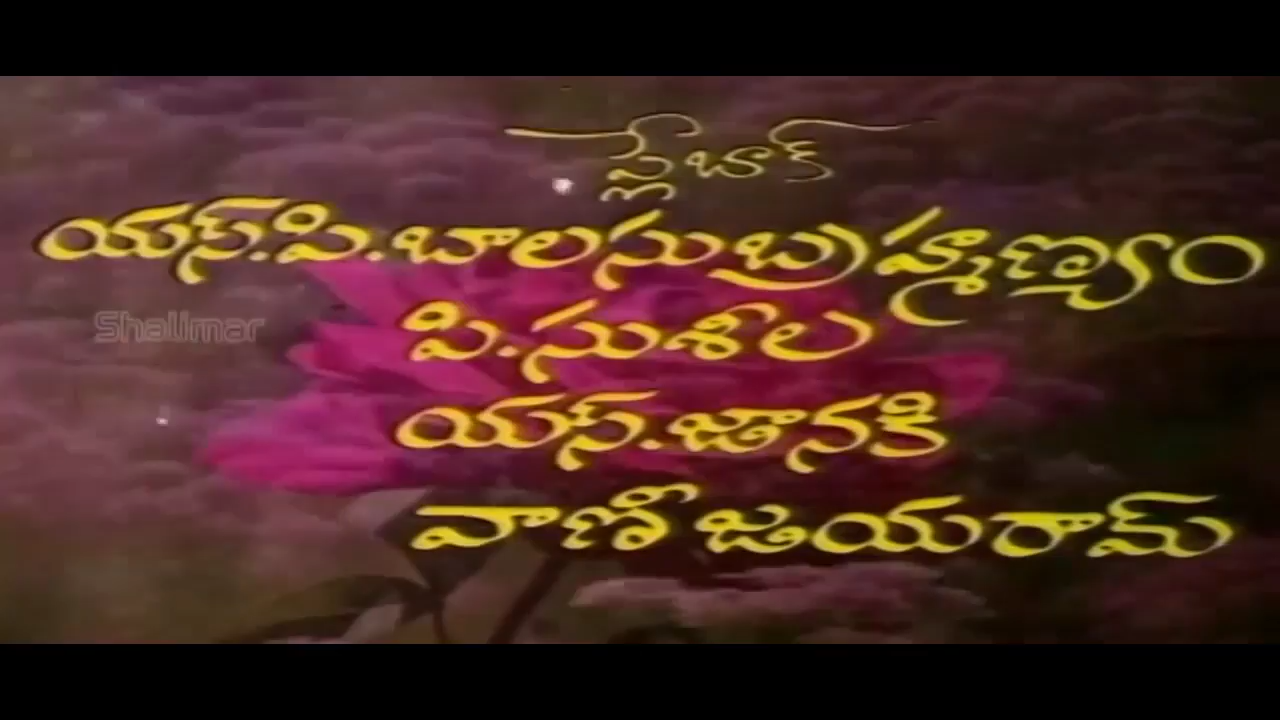 ప్లేబాక్
యస్.పి.బాలసుబ్రహ్మణ్యం
పి.సుశీల
Shalimar
యస్.జానకి
వాణీ జయరామ్